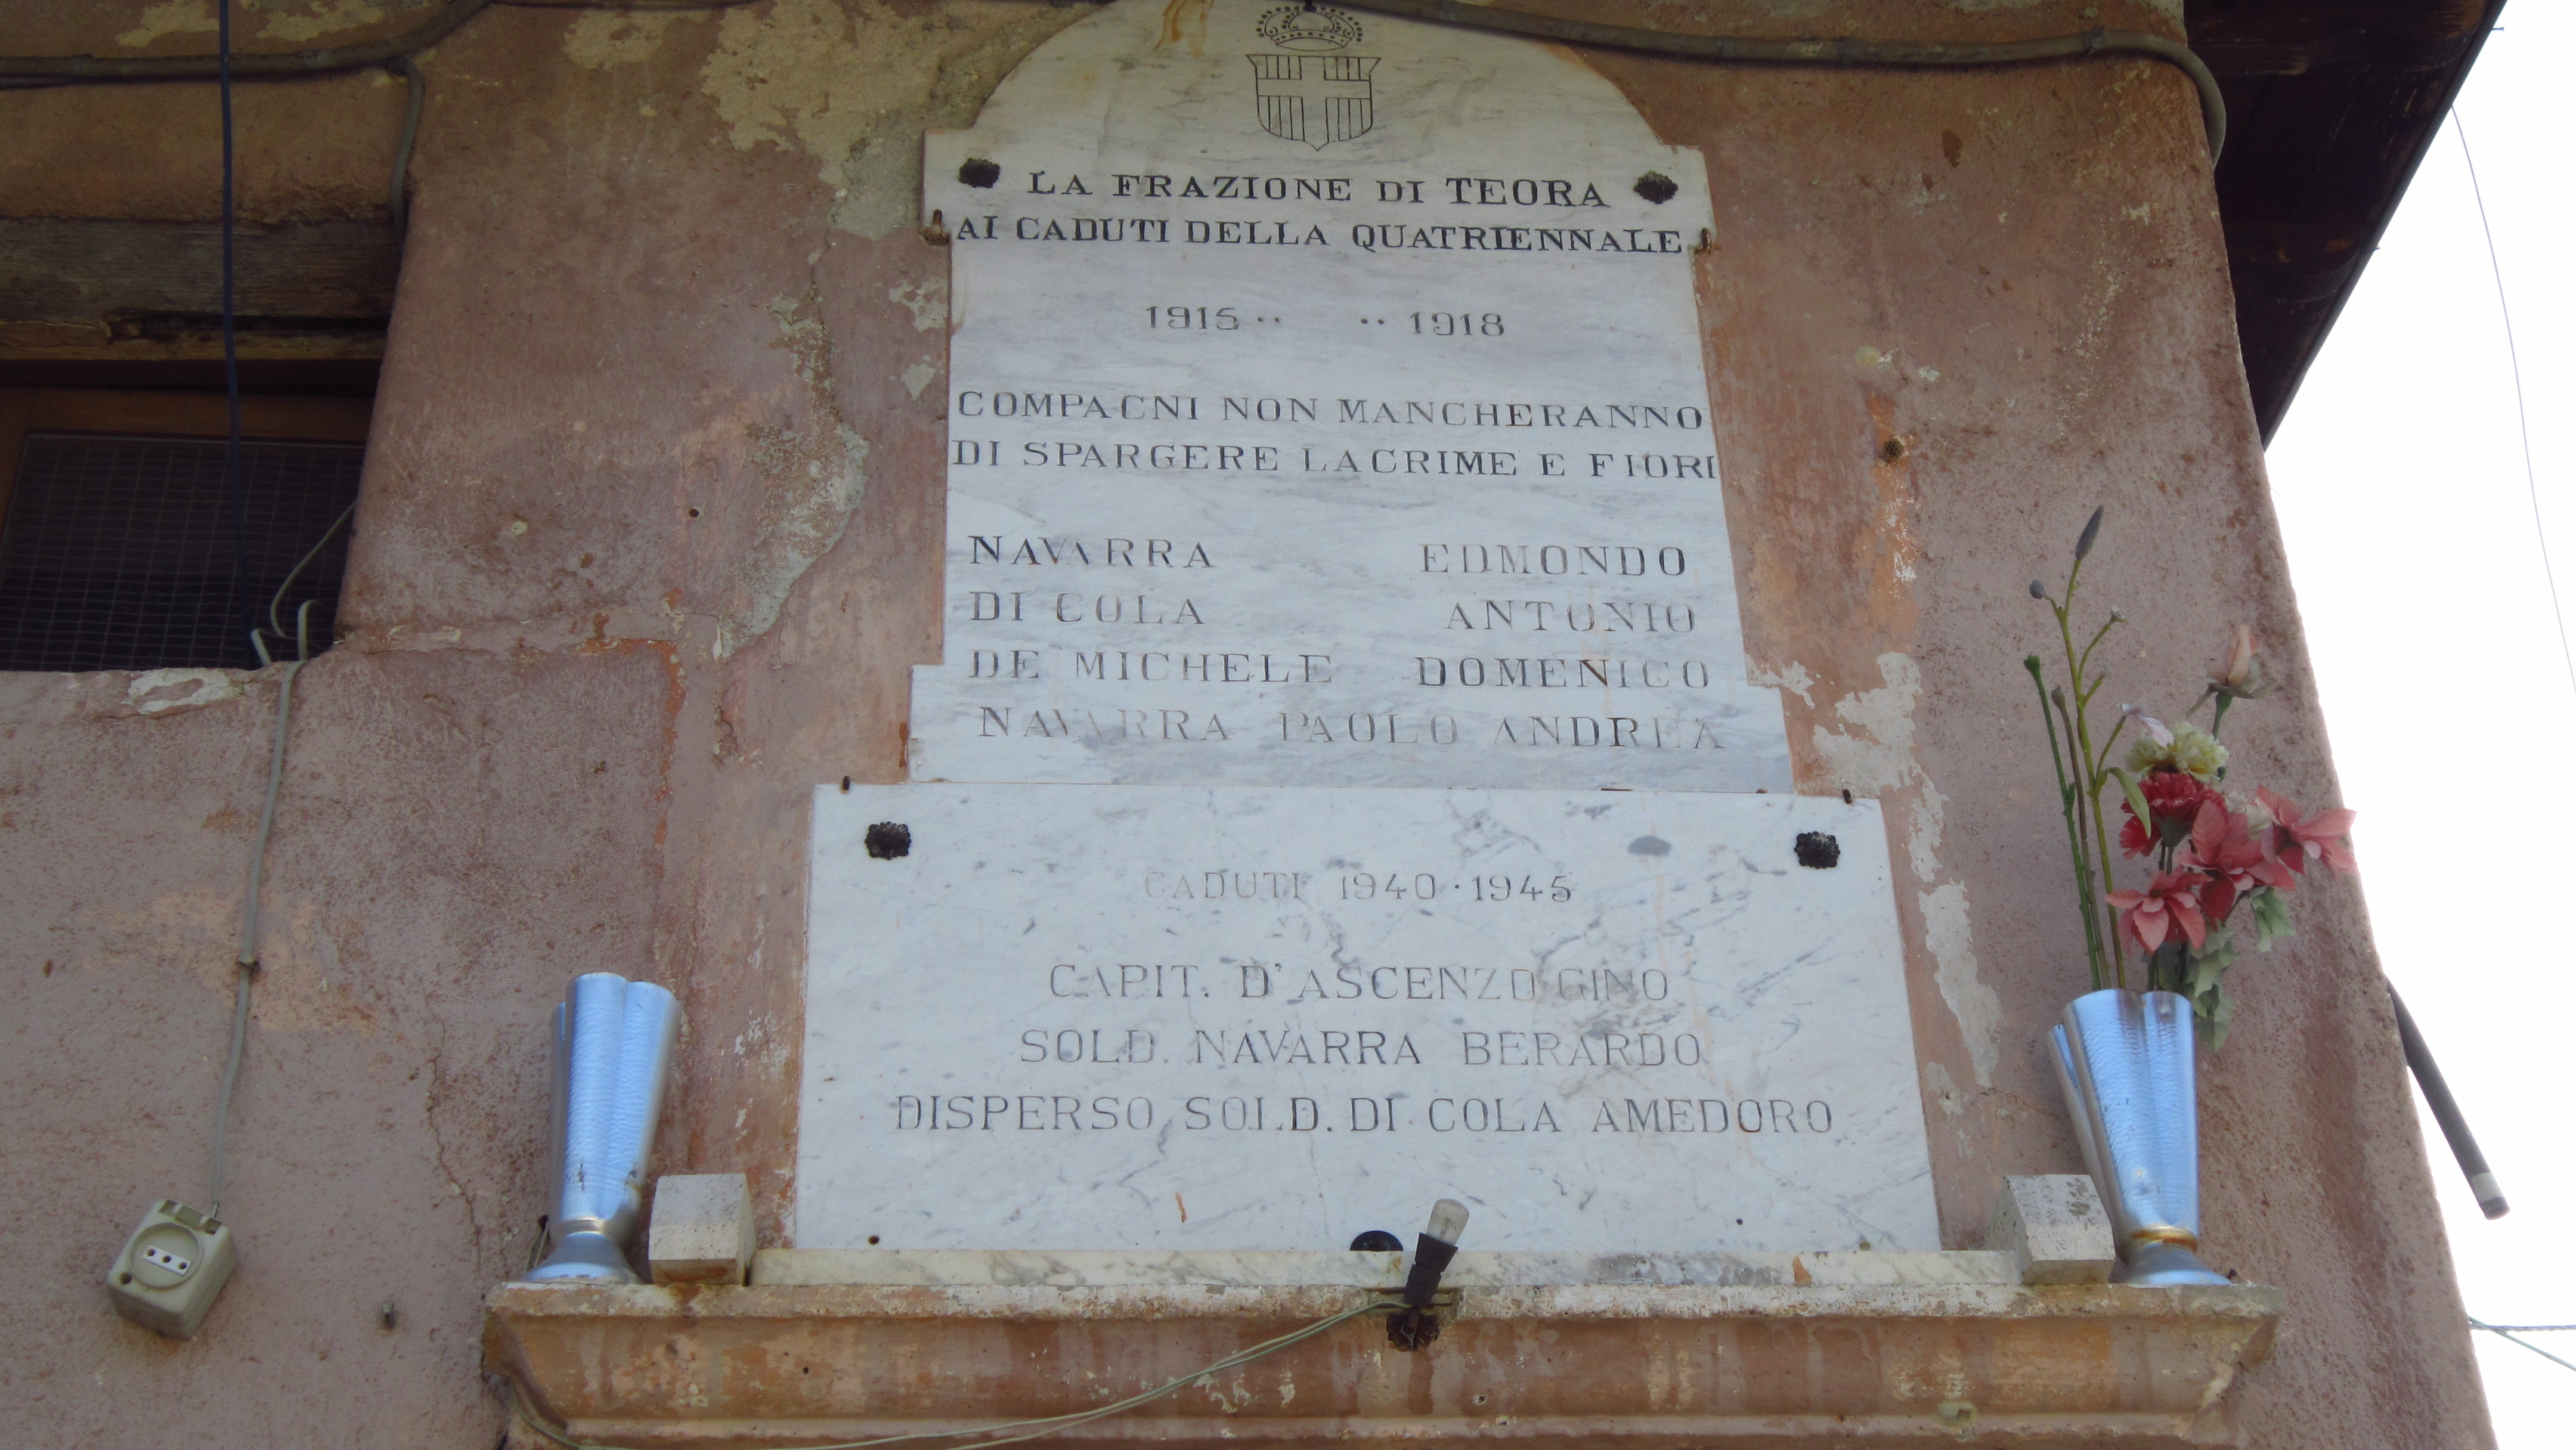 LA FRAZIONE DI TEORA
AI CADUTI DELLA QUATRIENNALE
1915·· ··1918
COMPACNI NON MANCHERANNO
DI SPARGERE LACRIME E FIORI
NAVARRA EDMONDO
DI COLA ANTONIO
DE MICHELE DOMENICO
NAVARRA PAOLO ANDREA
CADUTI 1940·1945
CAPIT. D'ASCENZO GINO
SOLD. NAVARRA BERARDO
DISPERSO SOLD. DI COLA AMEDORO